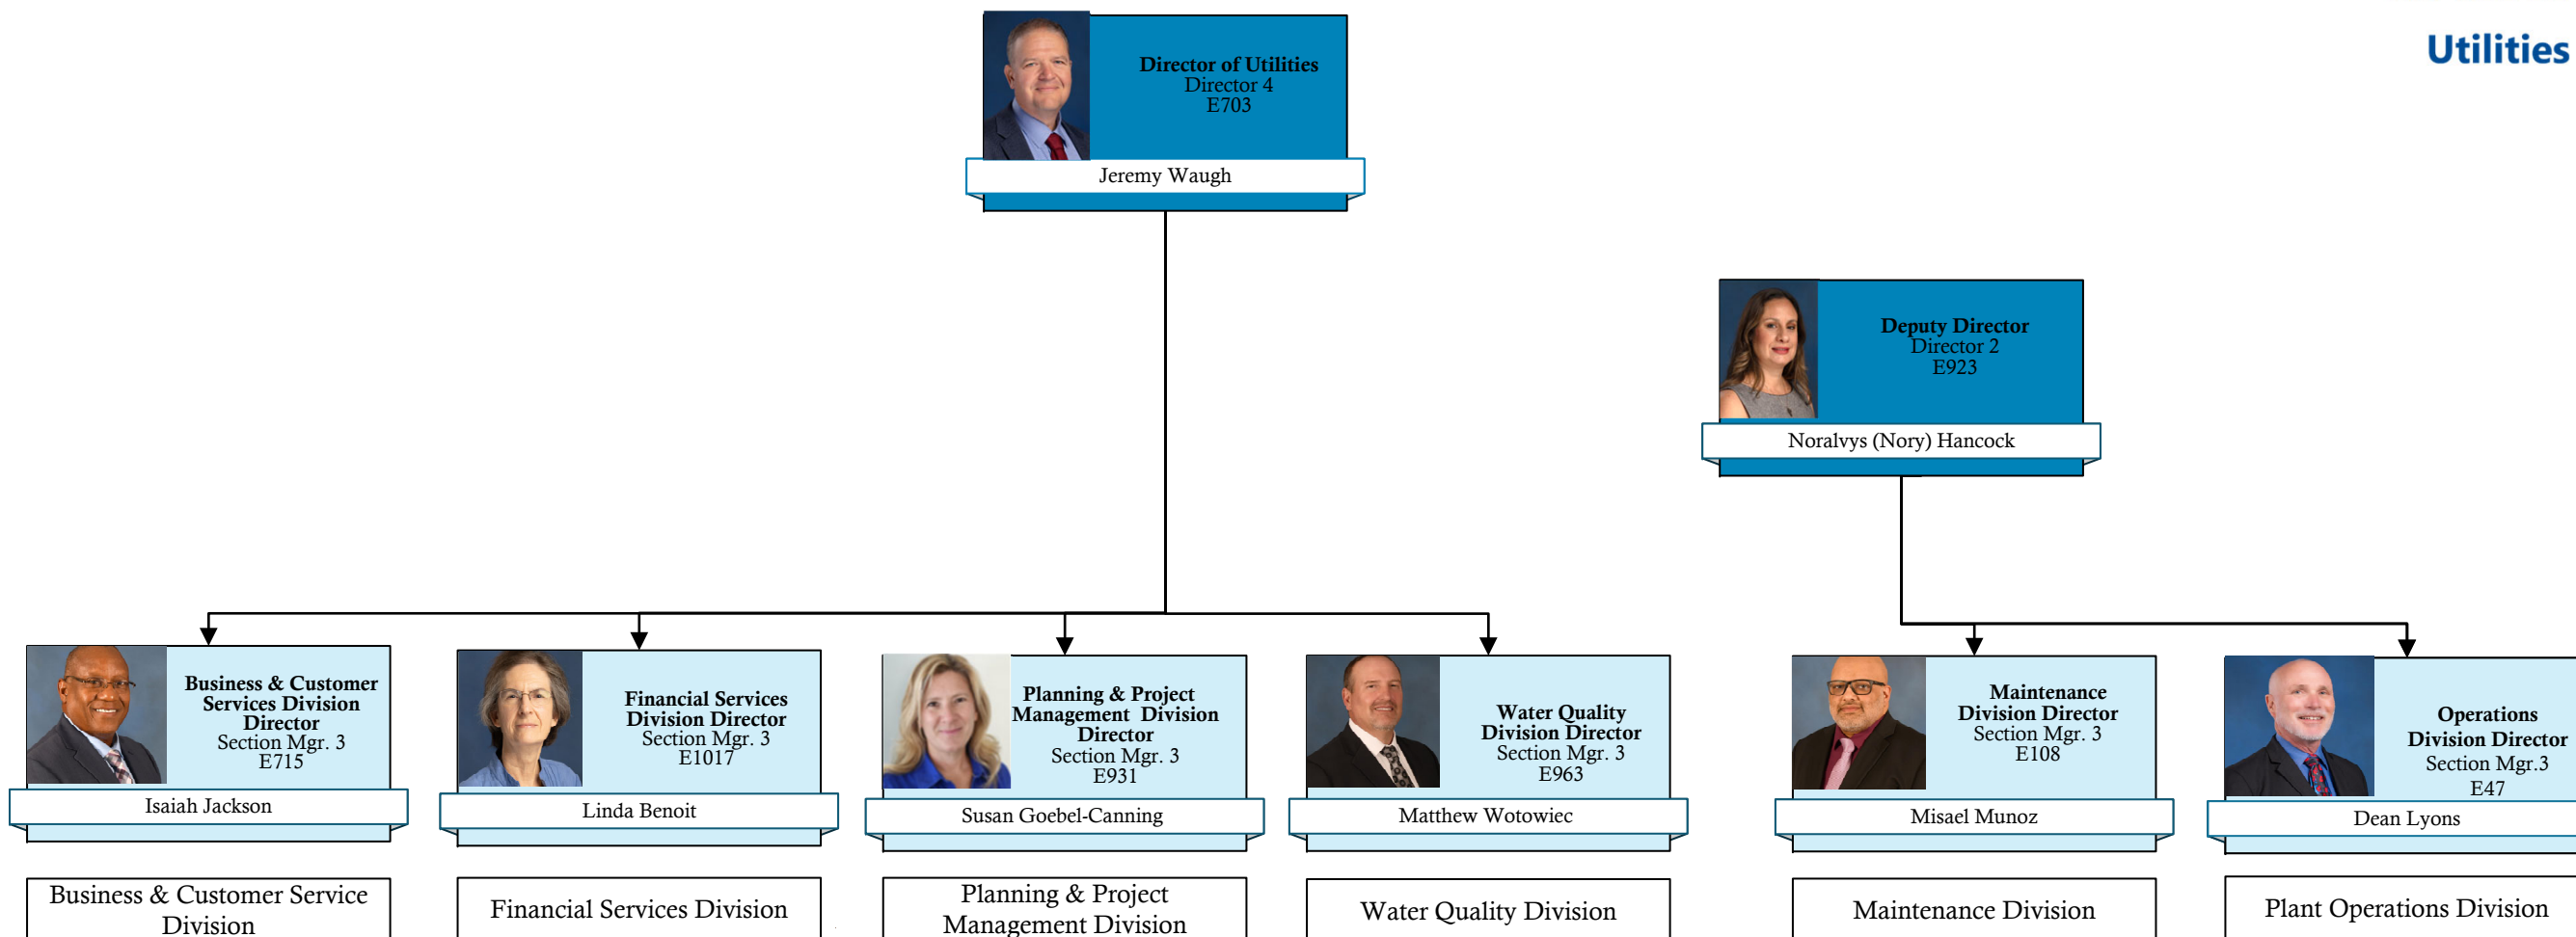 Utilities
Director of Utilities
Director 4
E703
Jeremy Waugh
Deputy Director
Director 2
E923
Noralvys (Nory) Hancock
Business & Customer
Services Division
Director
Section Mgr. 3
E715
Isaiah Jackson
Financial Services
Division Director
Section Mgr. 3
E1017
Linda Benoit
Planning & Project
Management Division
Director
Section Mgr. 3
E931
Susan Goebel-Canning
Water Quality
Division Director
Section Mgr. 3
E963
Matthew Wotowiec
Maintenance
Division Director
Section Mgr. 3
E108
Misael Munoz
Operations
Division Director
Section Mgr.3
E47
Dean Lyons
Business & Customer Service
Division
Financial Services Division
Planning & Project
Management Division
Water Quality Division
Maintenance Division
Plant Operations Division